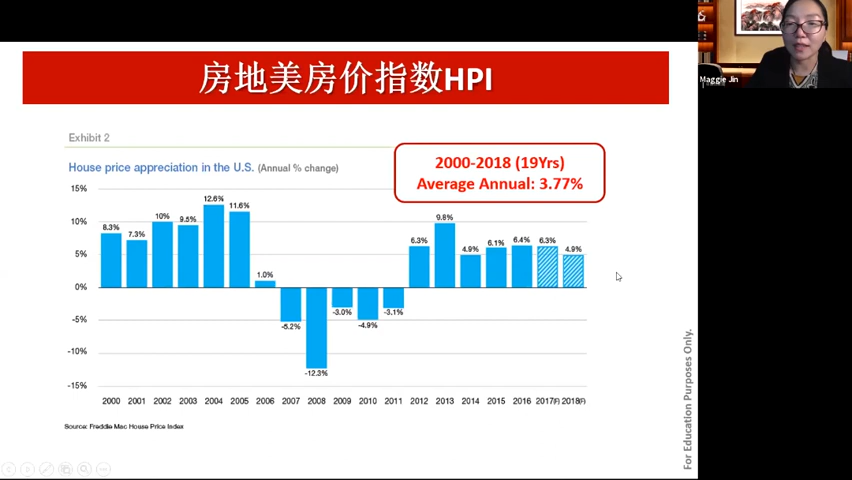 房地美房价指数HPI
Maggie Jin
Exhibit 2
House price appreciation in the U.S. (Annual % change)
2000-2018 (19Yrs)
Average Annual: 3.77%
15%
10%
5%
0%
-5%
-10%
-15%
8.3%
7.3%
10%
9.5%
12.6%
11.6%
1.0%
-5.2%
-12.3%
-3.0%
-4.9%
-3.1%
6.3%
9.8%
4.9%
6.1%
6.4%
6.3%
4.9%
2000 2001 2002 2003 2004 2005 2006 2007 2008 2009 2010 2011 2012 2013 2014 2015 2016 2017(F) 2018(F)
Source: Freddie Mac House Price Index
For Education Purposes Only.